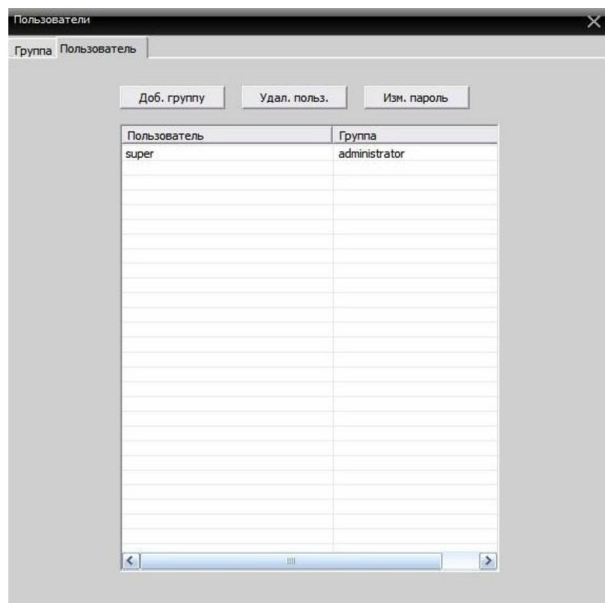 Пользователи
Группа Пользователь
Доб. группу Удал. польз. Изм. пароль
Пользователь Группа
super administrator